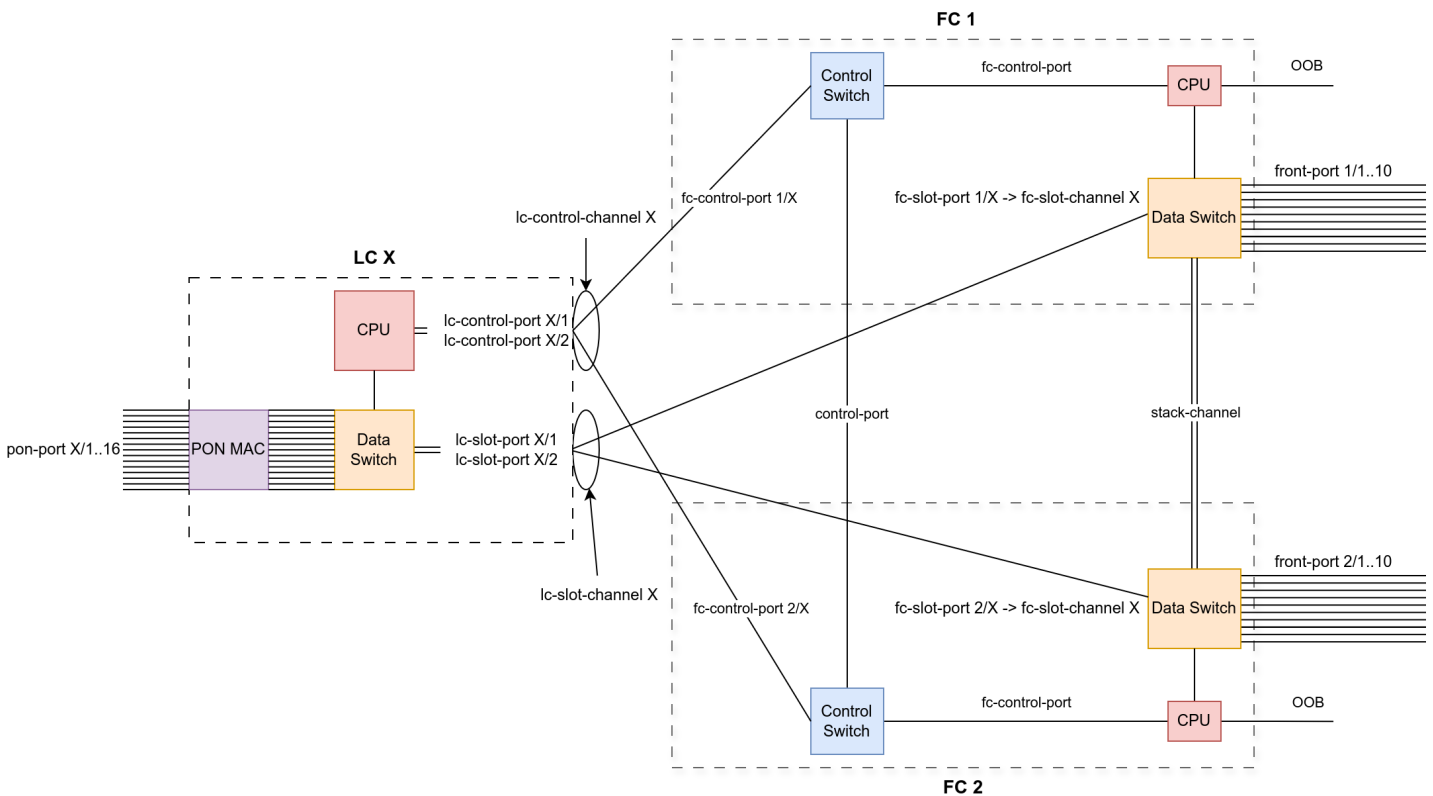 FC 1
Control
Switch
fc-control-port
CPU
OOB
front-port 1/1..10
fc-control-port 1/X
fc-slot-port 1/X -> fc-slot-channel X
Data Switch
lc-control-channel X
LC X
CPU
lc-control-port X/1
lc-control-port X/2
control-port
stack-channel
pon-port X/1..16
PON MAC
Data
Switch
lc-slot-port X/1
lc-slot-port X/2
lc-slot-channel X
front-port 2/1..10
fc-control-port 2/X
fc-slot-port 2/X -> fc-slot-channel X
Data Switch
Control
Switch
fc-control-port
CPU
OOB
FC 2